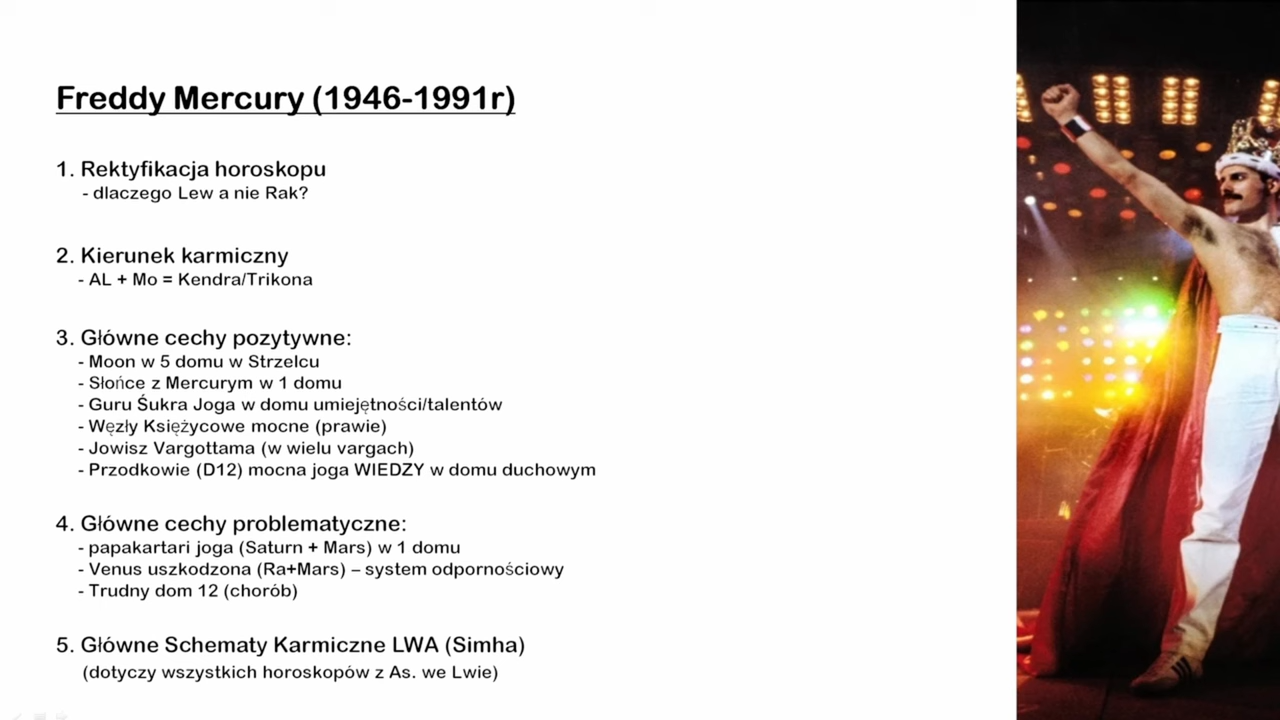 Freddy Mercury (1946-1991r)
1. Rektyfikacja horoskopu
- dlaczego Lew a nie Rak?
2. Kierunek karmiczny
- AL + Mo = Kendra/Trikona
3. Główne cechy pozytywne:
- Moon w 5 domu w Strzelcu
- Słońce z Mercurym w 1 domu
- Guru Śukra Joga w domu umiejętności/talentów
- Węzły Księżycowe mocne (prawie)
- Jowisz Vargottama (w wielu vargach)
- Przodkowie (D12) mocna joga WIEDZY w domu duchowym
4. Główne cechy problematyczne:
- papakartari joga (Saturn + Mars) w 1 domu
- Venus uszkodzona (Ra+Mars) – system odpornościowy
- Trudny dom 12 (chorób)
5. Główne Schematy Karmiczne LWA (Simha)
(dotyczy wszystkich horoskopów z As. we Lwie)